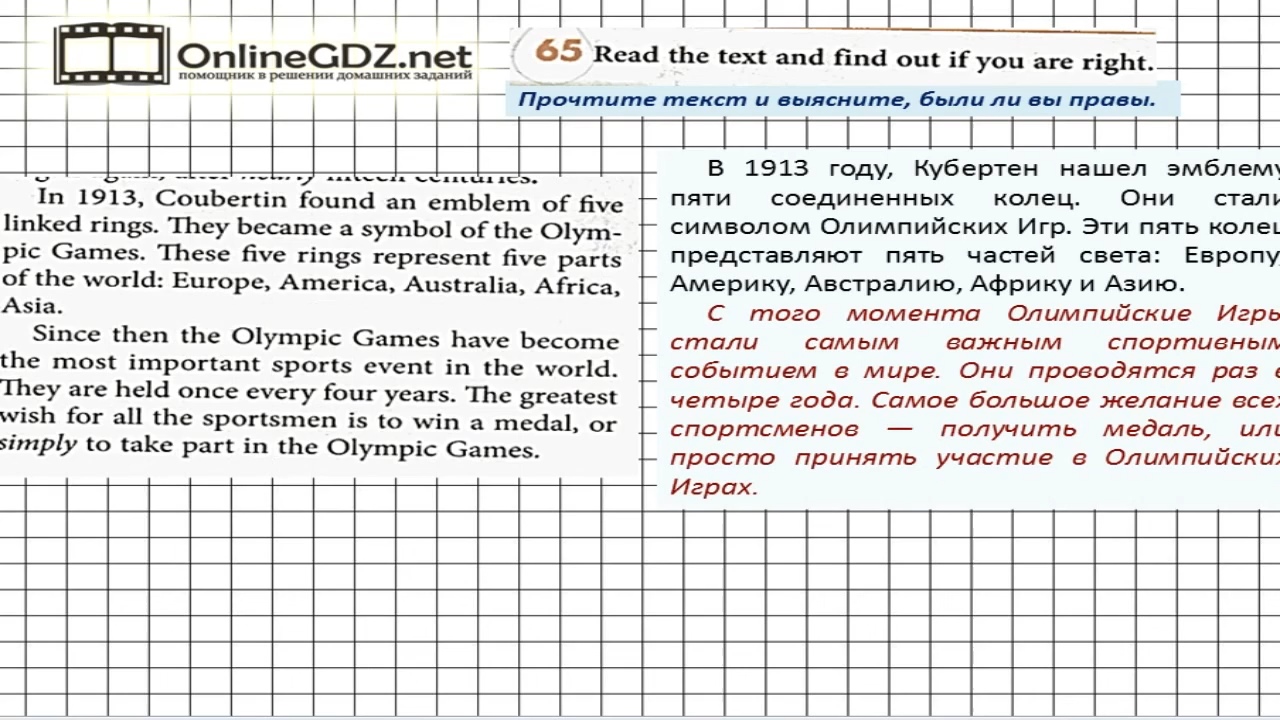 OnlineGDZ.net
помощник в решении домашних заданий
65 Read the text and find out if you are right.
Прочтите текст и выясните, были ли вы правы.
nearly fifteen centuries.
In 1913, Coubertin found an emblem of five
linked rings. They became a symbol of the Olym-
pic Games. These five rings represent five parts
of the world: Europe, America, Australia, Africa,
Asia.
Since then the Olympic Games have become
the most important sports event in the world.
They are held once every four years. The greatest
wish for all the sportsmen is to win a medal, or
simply to take part in the Olympic Games.
В 1913 году, Кубертен нашел эмблему
пяти соединенных колец. Они стали
символом Олимпийских Игр. Эти пять колец
представляют пять частей света: Европу,
Америку, Австралию, Африку и Азию.
С того момента Олимпийские Игры
стали самым важным спортивным
событием в мире. Они проводятся раз в
четыре года. Самое большое желание всех
спортсменов — получить медаль, или
просто принять участие в Олимпийских
Играх.